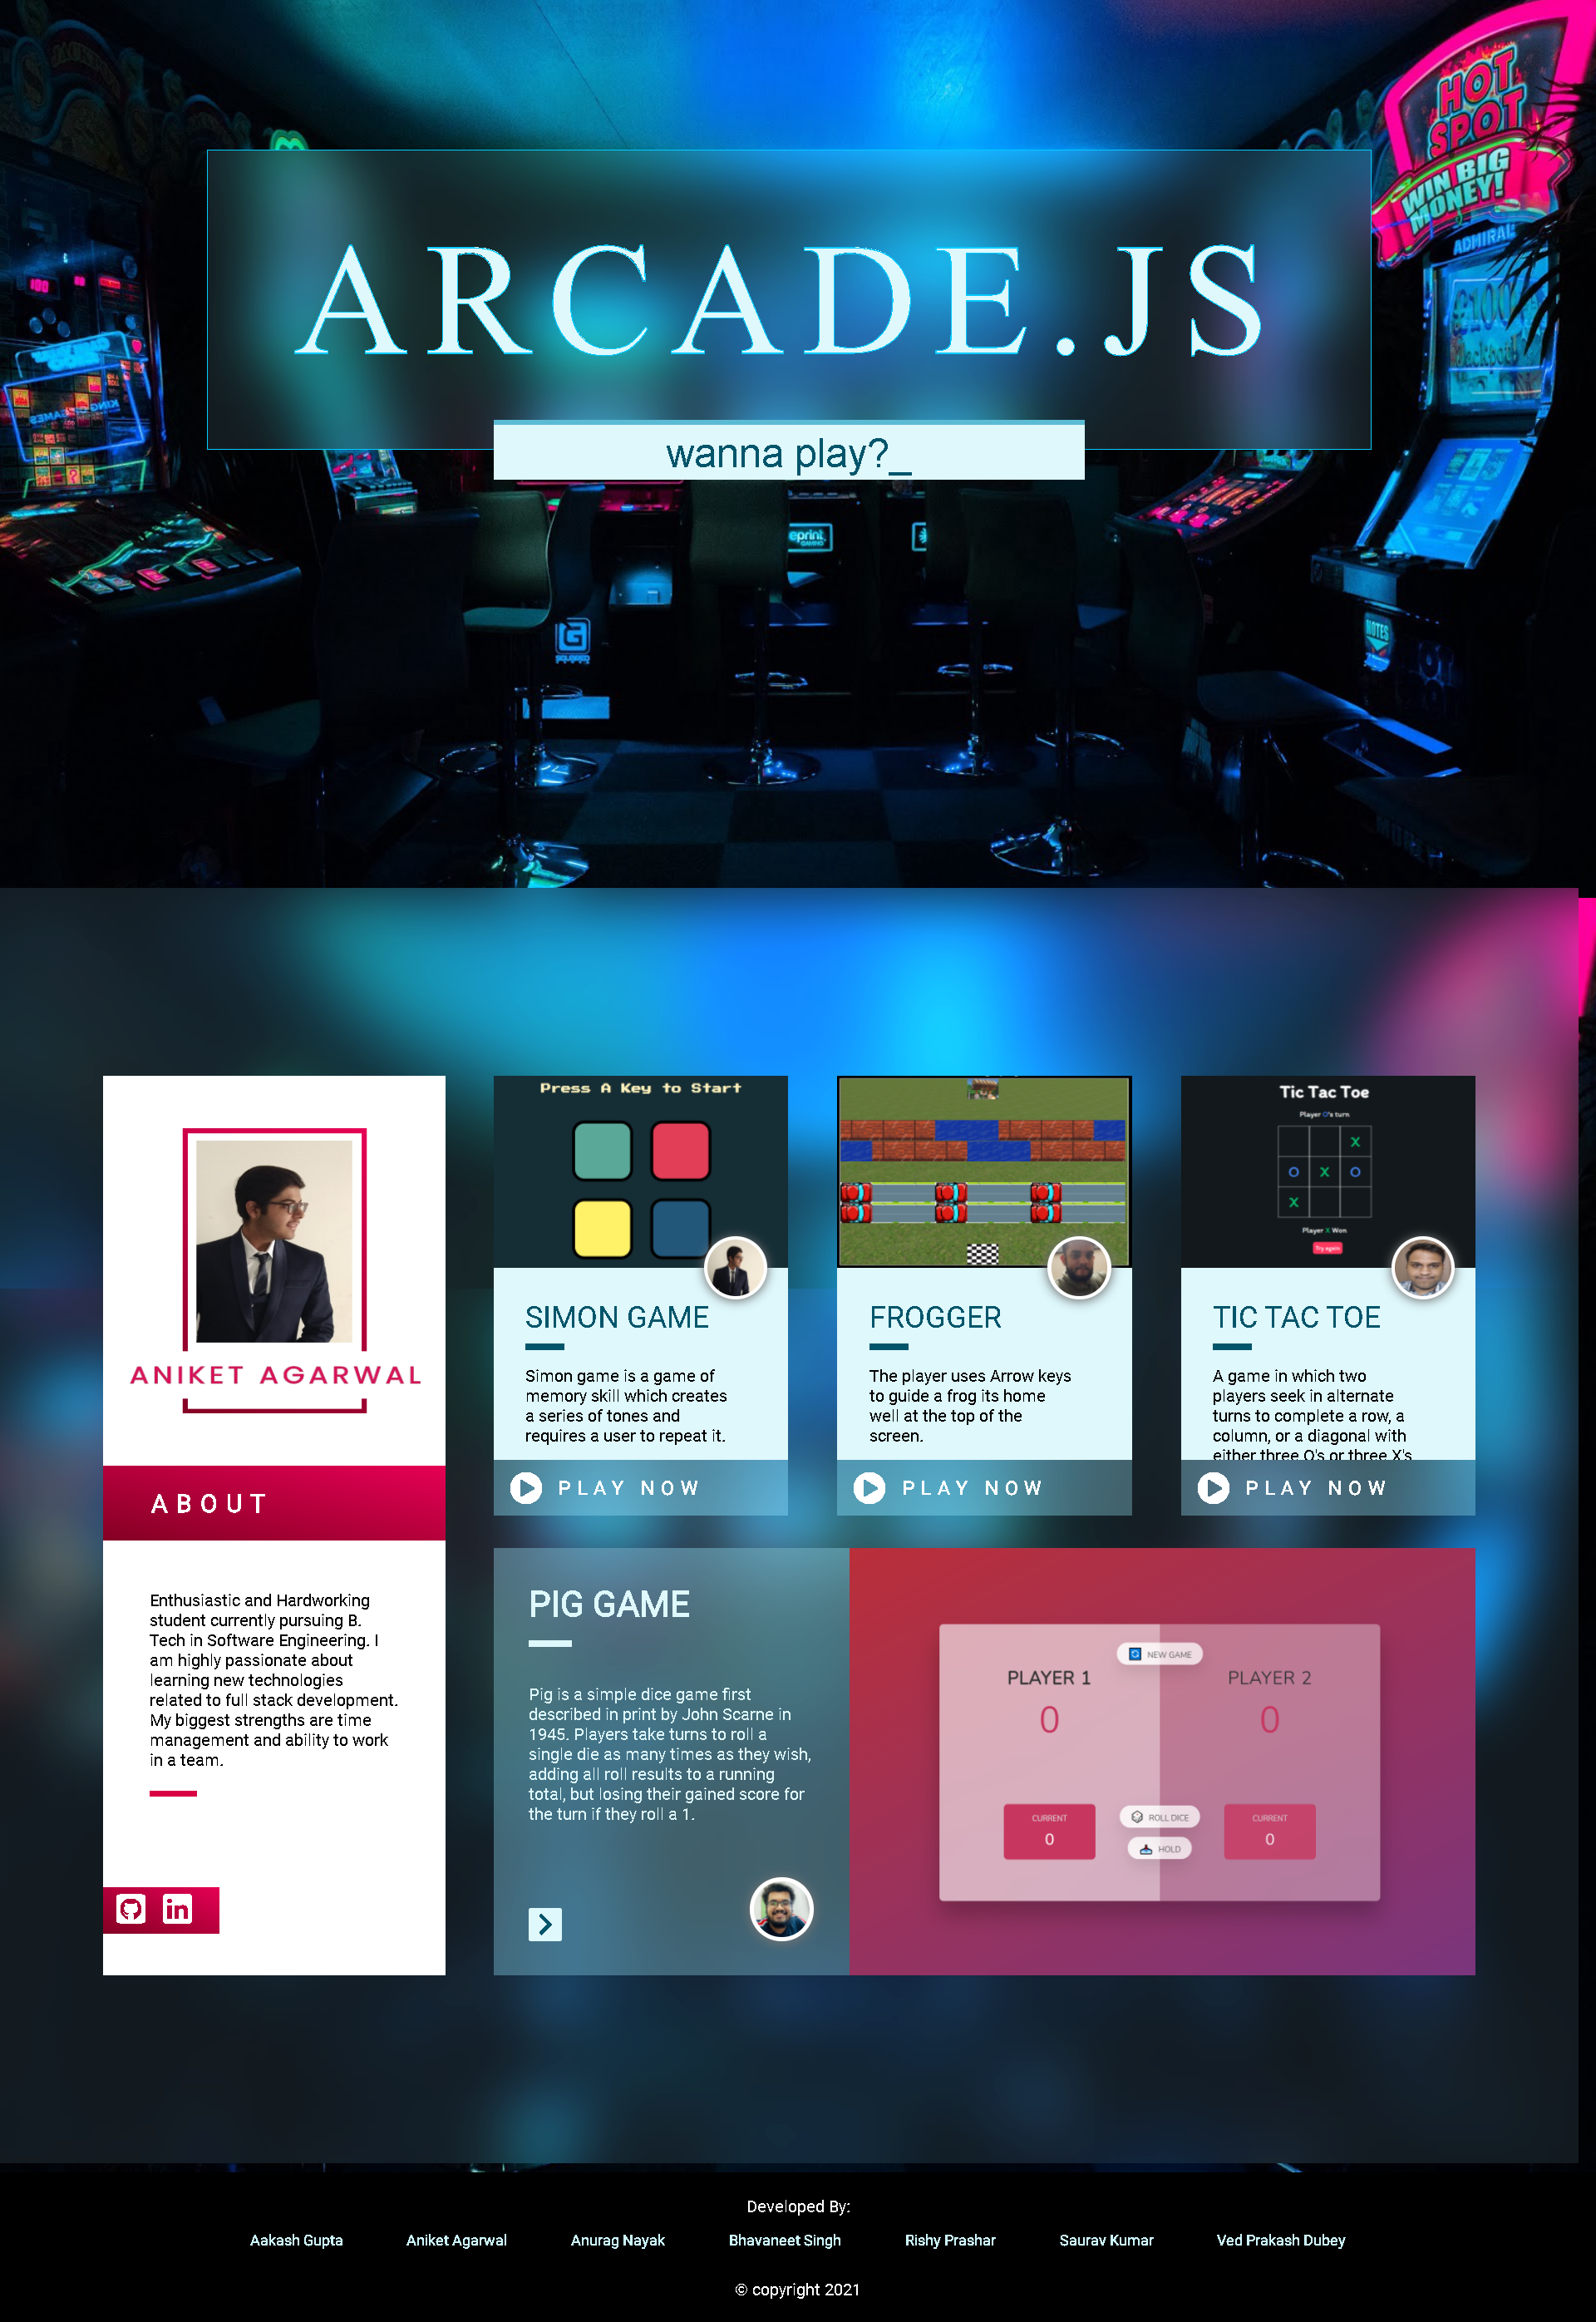 HOT
SPOT
WIN BIG
MONEY!
ADMIRAL
ARCADE.JS
wanna play?_
100
£100
Jackpot!
eprint
GAMING
NOTES
Press A Key to Start
Tic Tac Toe
Player O's turn
X
O X O
X
Player X Won
Try again
ANIKET AGARWAL
SIMON GAME
Simon game is a game of
memory skill which creates
a series of tones and
requires a user to repeat it.
PLAY NOW
FROGGER
The player uses Arrow keys
to guide a frog its home
well at the top of the
screen.
PLAY NOW
TIC TAC TOE
A game in which two
players seek in alternate
turns to complete a row, a
column, or a diagonal with
either three O's or three X's
PLAY NOW
ABOUT
Enthusiastic and Hardworking
student currently pursuing B.
Tech in Software Engineering. I
am highly passionate about
learning new technologies
related to full stack development.
My biggest strengths are time
management and ability to work
in a team.
in
PIG GAME
Pig is a simple dice game first
described in print by John Scarne in
1945. Players take turns to roll a
single die as many times as they wish,
adding all roll results to a running
total, but losing their gained score for
the turn if they roll a 1.
NEW GAME
PLAYER 1
0
PLAYER 2
0
CURRENT
0
ROLL DICE
HOLD
CURRENT
0
Developed By:
Aakash Gupta Aniket Agarwal Anurag Nayak Bhavaneet Singh Rishy Prashar Saurav Kumar Ved Prakash Dubey
© copyright 2021